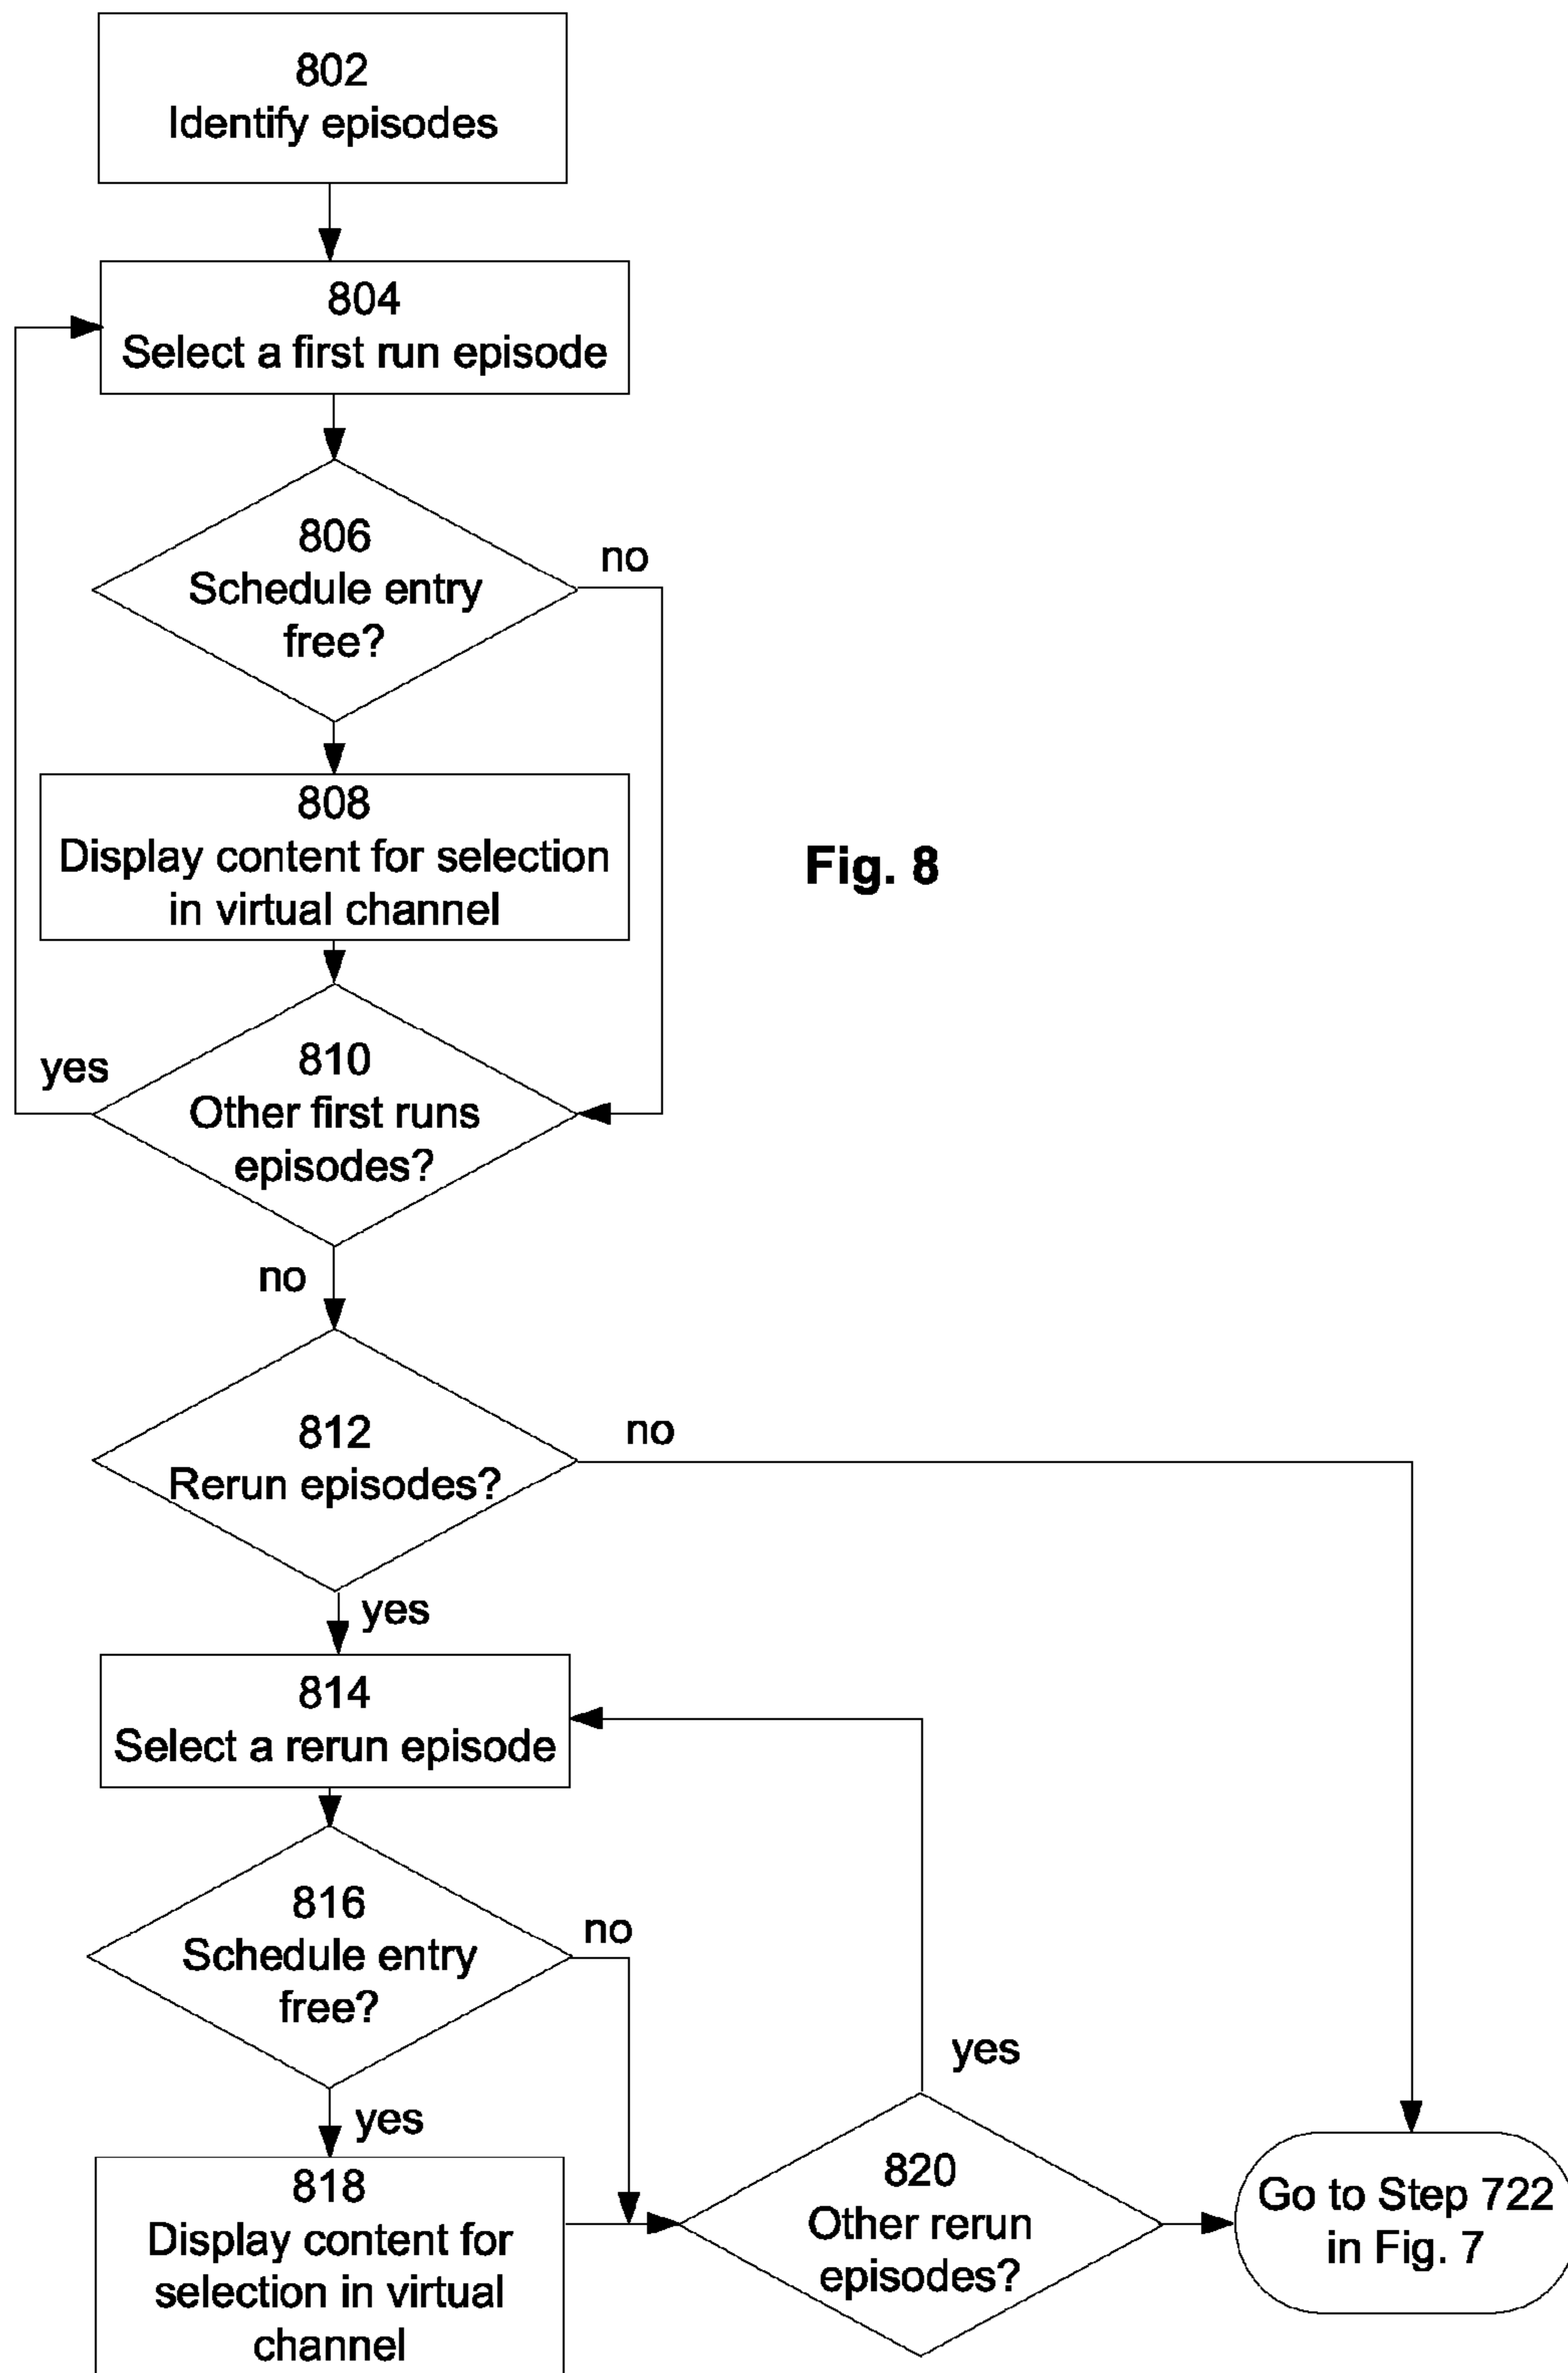 802
Identify episodes
804
Select a first run episode
806
Schedule entry
free?
no
808
Display content for selection
in virtual channel
Fig. 8
810
Other first runs
episodes?
yes
no
812
Rerun episodes?
no
yes
814
Select a rerun episode
816
Schedule entry
free?
no
yes
818
Display content for
selection in virtual
channel
820
Other rerun
episodes?
yes
Go to Step 722
in Fig. 7